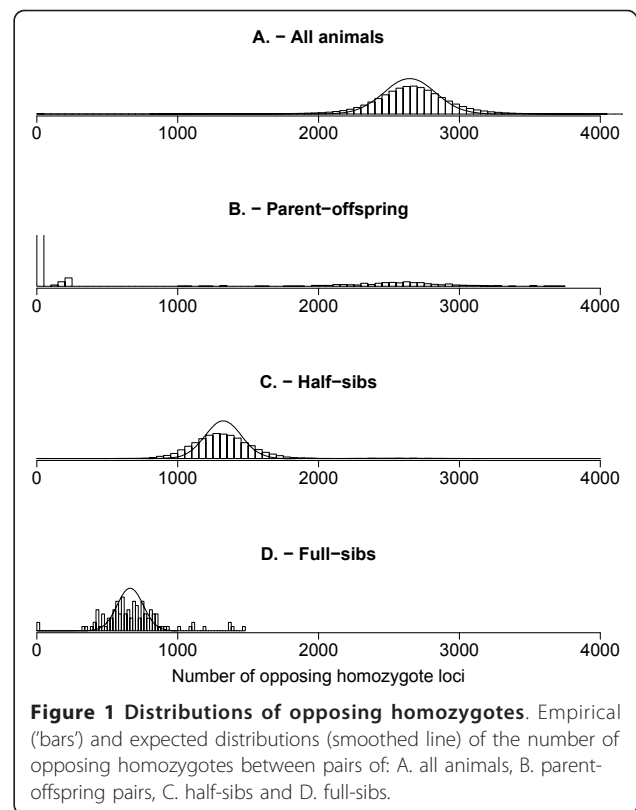 A. − All animals
0 1000 2000 3000 4000
B. − Parent−offspring
0 1000 2000 3000 4000
C. − Half−sibs
0 1000 2000 3000 4000
D. − Full−sibs
0 1000 2000 3000 4000
Number of opposing homozygote loci
Figure 1 Distributions of opposing homozygotes. Empirical
('bars') and expected distributions (smoothed line) of the number of
opposing homozygotes between pairs of: A. all animals, B. parent-
offspring pairs, C. half-sibs and D. full-sibs.